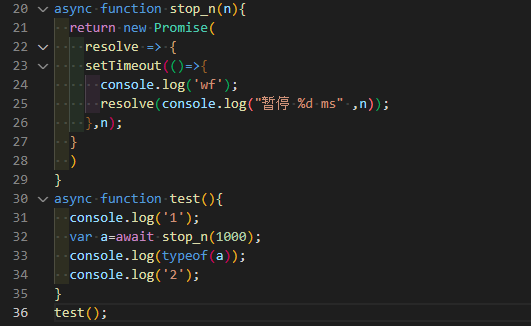 20 async function stop_n(n){
21   return new Promise(
22     resolve => {
23     setTimeout(()=>{
24       console.log('wf');
25       resolve(console.log("暂停 %d ms" ,n));
26     },n);
27   }
28   )
29 }
30 async function test(){
31   console.log('1');
32   var a=await stop_n(1000);
33   console.log(typeof(a));
34   console.log('2');
35 }
36 test();